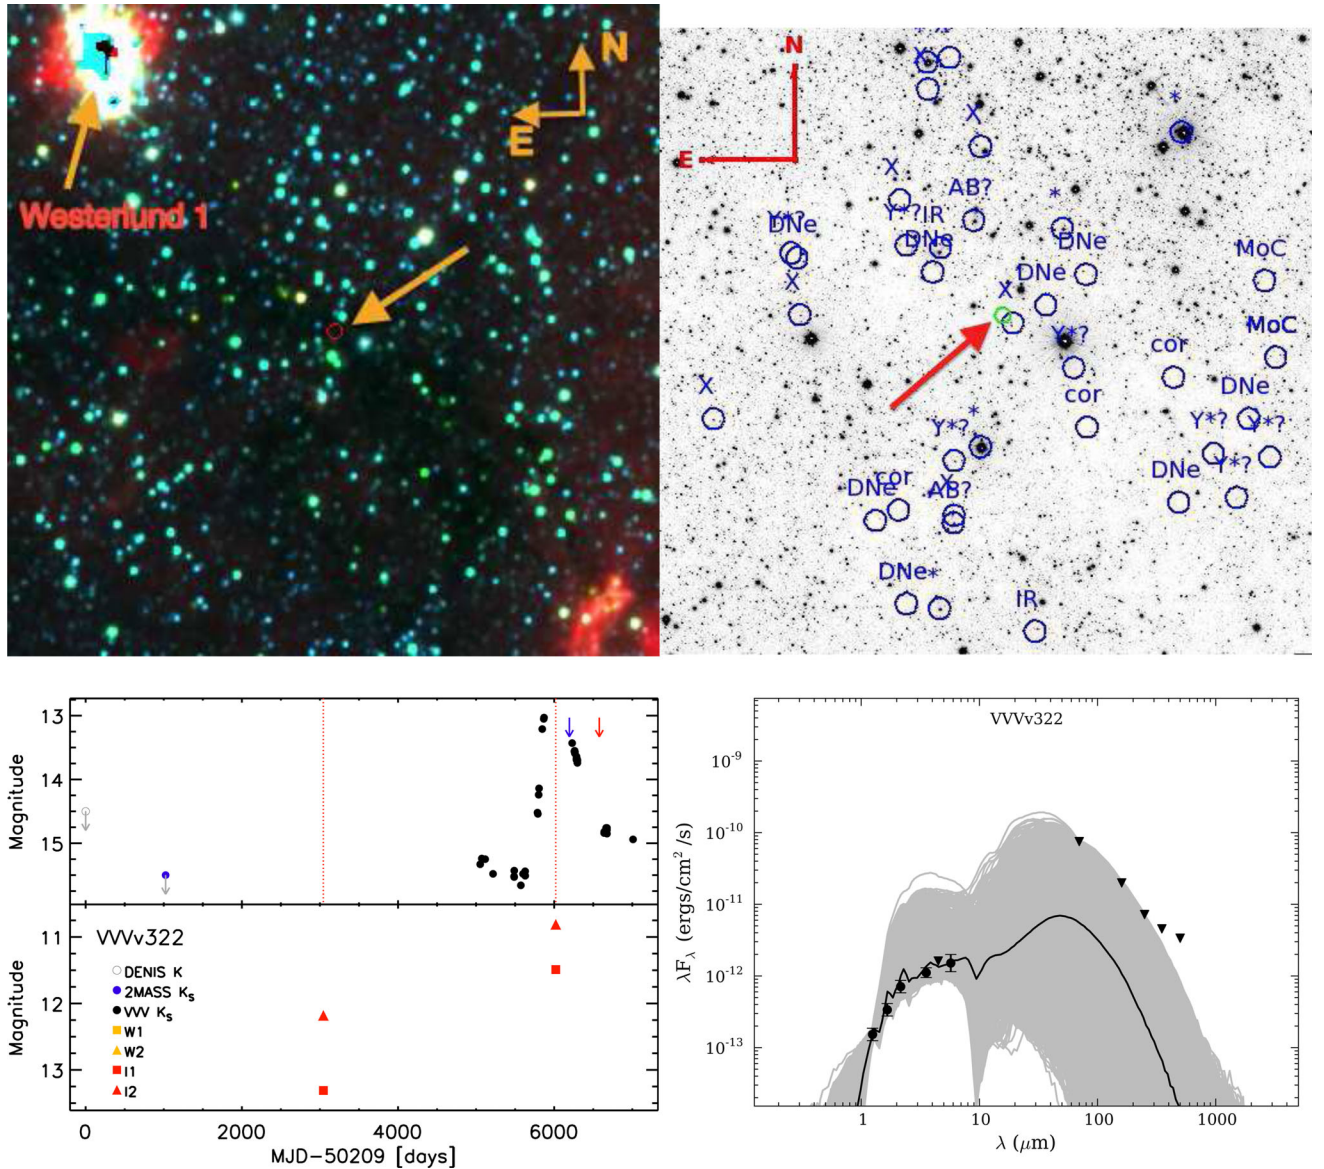 N
E
Westerlund 1
N
E
X
X
*
X
AB?
*
Y*?
DNe
Y*?
IR
DNe
DNe
MoC
X
DNe
X
Y*?
MoC
cor
X
cor
DNe
*
Y*?
Y*?
Y*?
DNe
Y*?
cor
X
DNe
AB?
DNe
*
IR
13
14
15
Magnitude
11
12
13
Magnitude
VVVv322
DENIS K
2MASS Ks
VVV Ks
W1
W2
I1
I2
0 2000 4000 6000
MJD-50209 [days]
VVVv322
10⁻⁹
10⁻¹⁰
10⁻¹¹
10⁻¹²
10⁻¹³
λFλ (ergs/cm² /s)
1 10 100 1000
λ (μm)